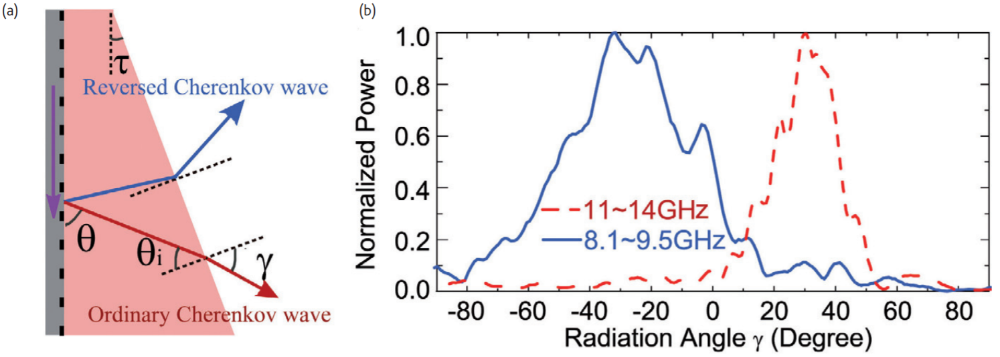 (a)
τ
Reversed Cherenkov wave
θ
θi
γ
Ordinary Cherenkov wave
(b)
Normalized Power
1.0
0.8
0.6
0.4
0.2
0.0
11~14GHz
8.1~9.5GHz
-80 -60 -40 -20 0 20 40 60 80
Radiation Angle γ (Degree)